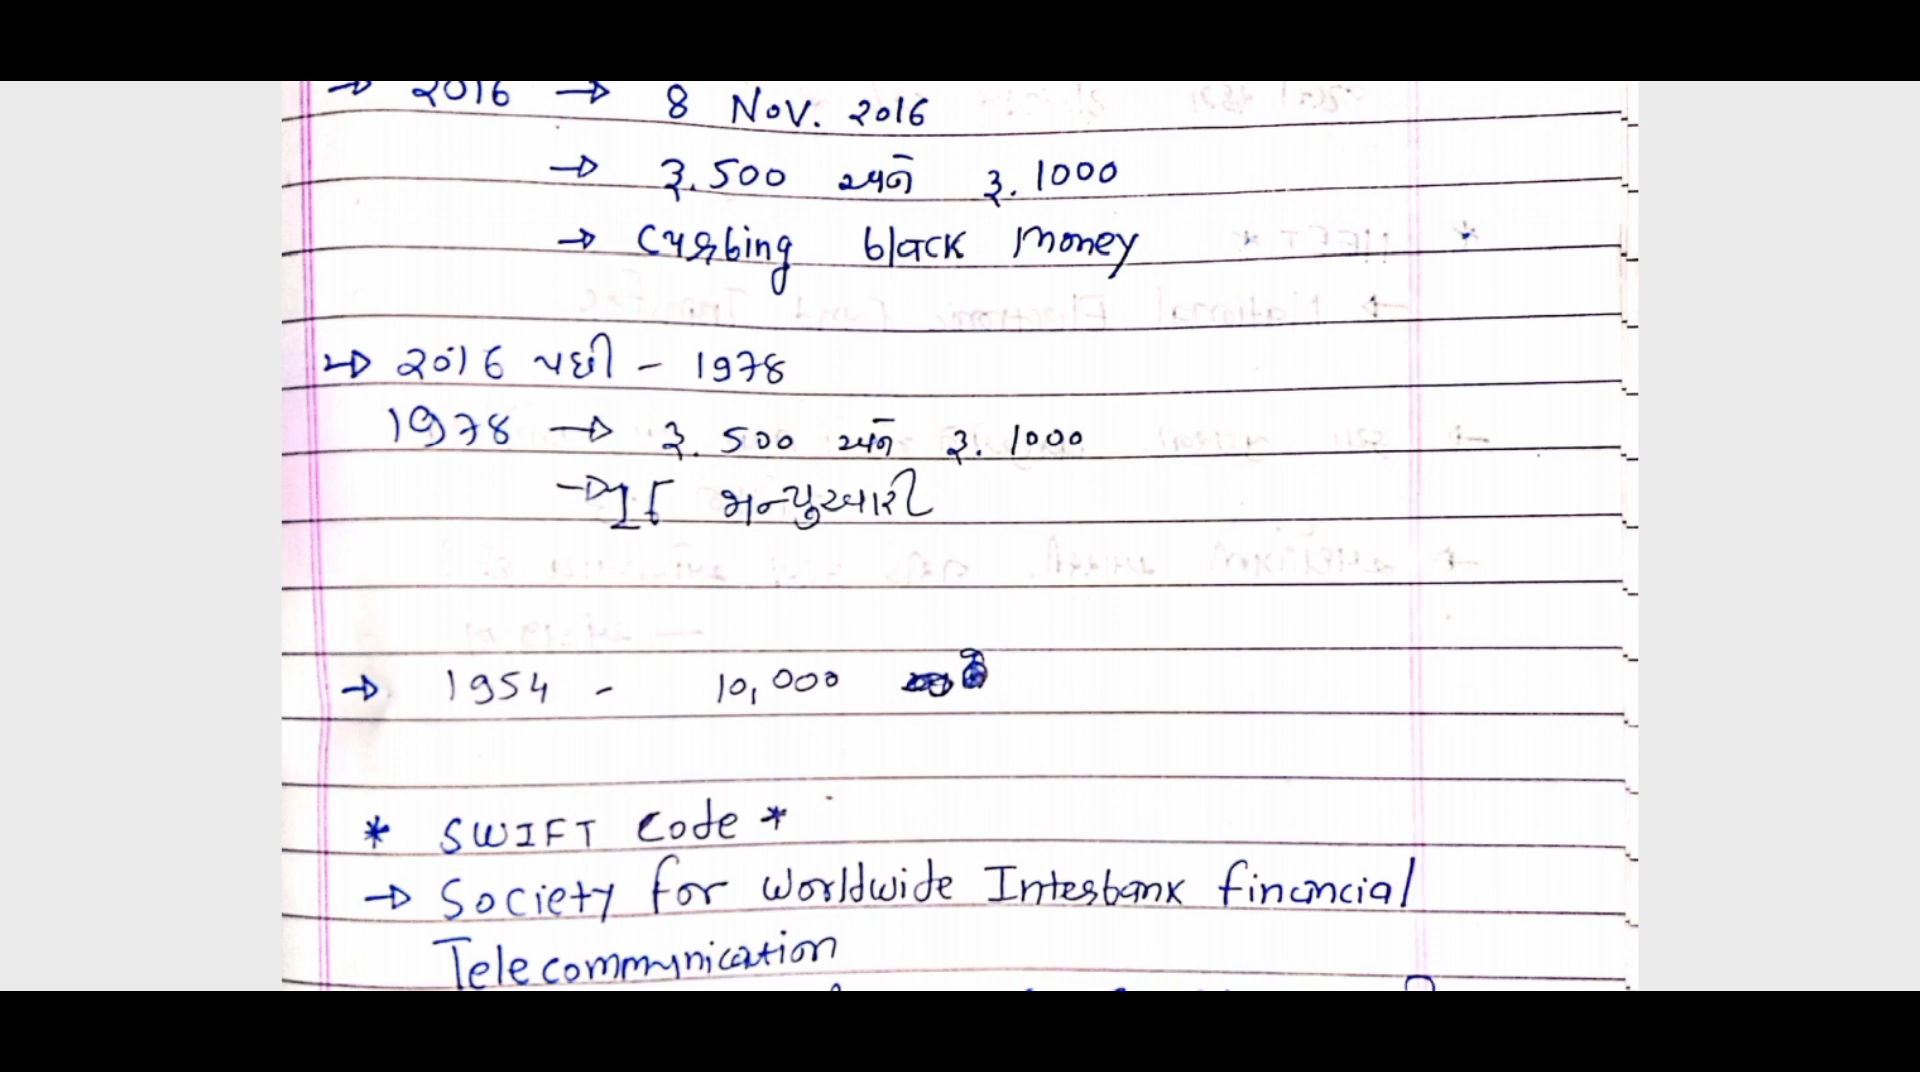 → 2016 → 8 Nov. 2016
→ રૂ. 500 અને રૂ. 1000
→ Curbing black money
→ 2016 પછી - 1978
1978 → રૂ. 500 અને રૂ. 1000
→ 16 જાન્યુઆરી
→ 1954 - 10,000
* SWIFT Code *
→ Society for Worldwide Interbank financial
Telecommunication